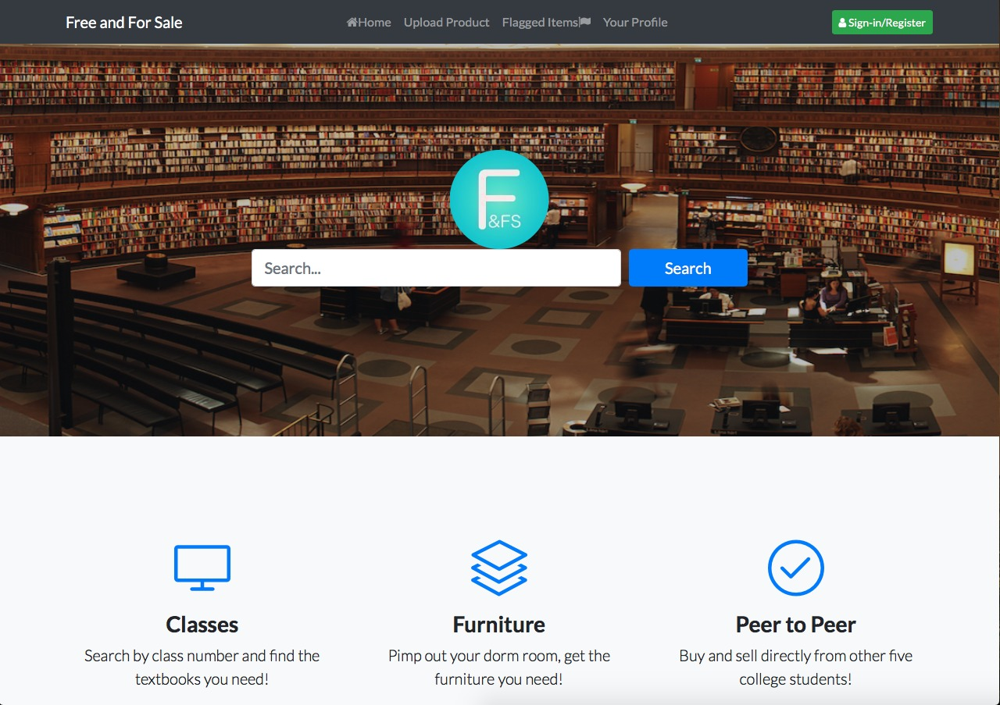 Free and For Sale
Home Upload Product Flagged Items Your Profile
Sign-in/Register
F
&FS
Search...
Search
Classes
Search by class number and find the
textbooks you need!
Furniture
Pimp out your dorm room, get the
furniture you need!
Peer to Peer
Buy and sell directly from other five
college students!